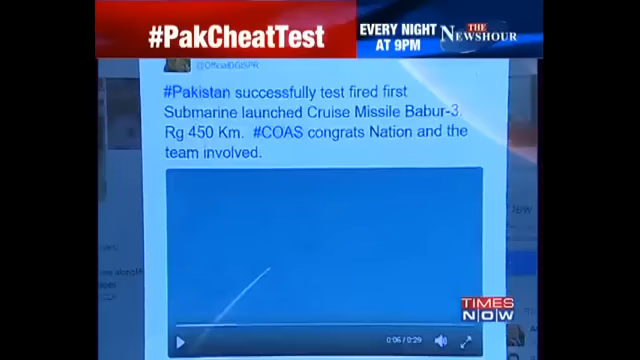 #PakCheatTest
EVERY NIGHT
AT 9PM
THE
NEWSHOUR
@OfficialDGISPR
#Pakistan successfully test fired first
Submarine launched Cruise Missile Babur-3.
Rg 450 Km. #COAS congrats Nation and the
team involved.
TIMES
NOW
0:06 / 0:29